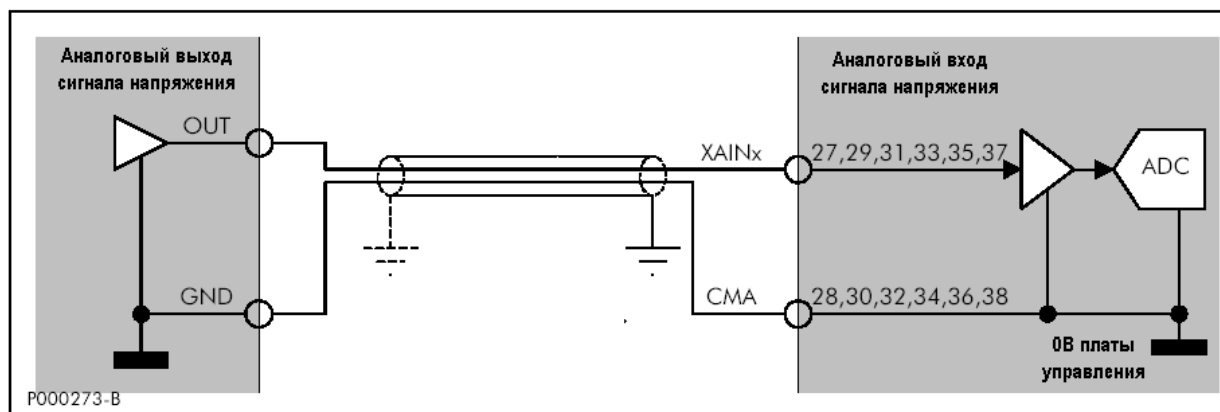 Аналоговый выход
сигнала напряжения
Аналоговый вход
сигнала напряжения
OUT
XAINx
27,29,31,33,35,37
ADC
GND
CMA
28,30,32,34,36,38
0В платы
управления
P000273-B